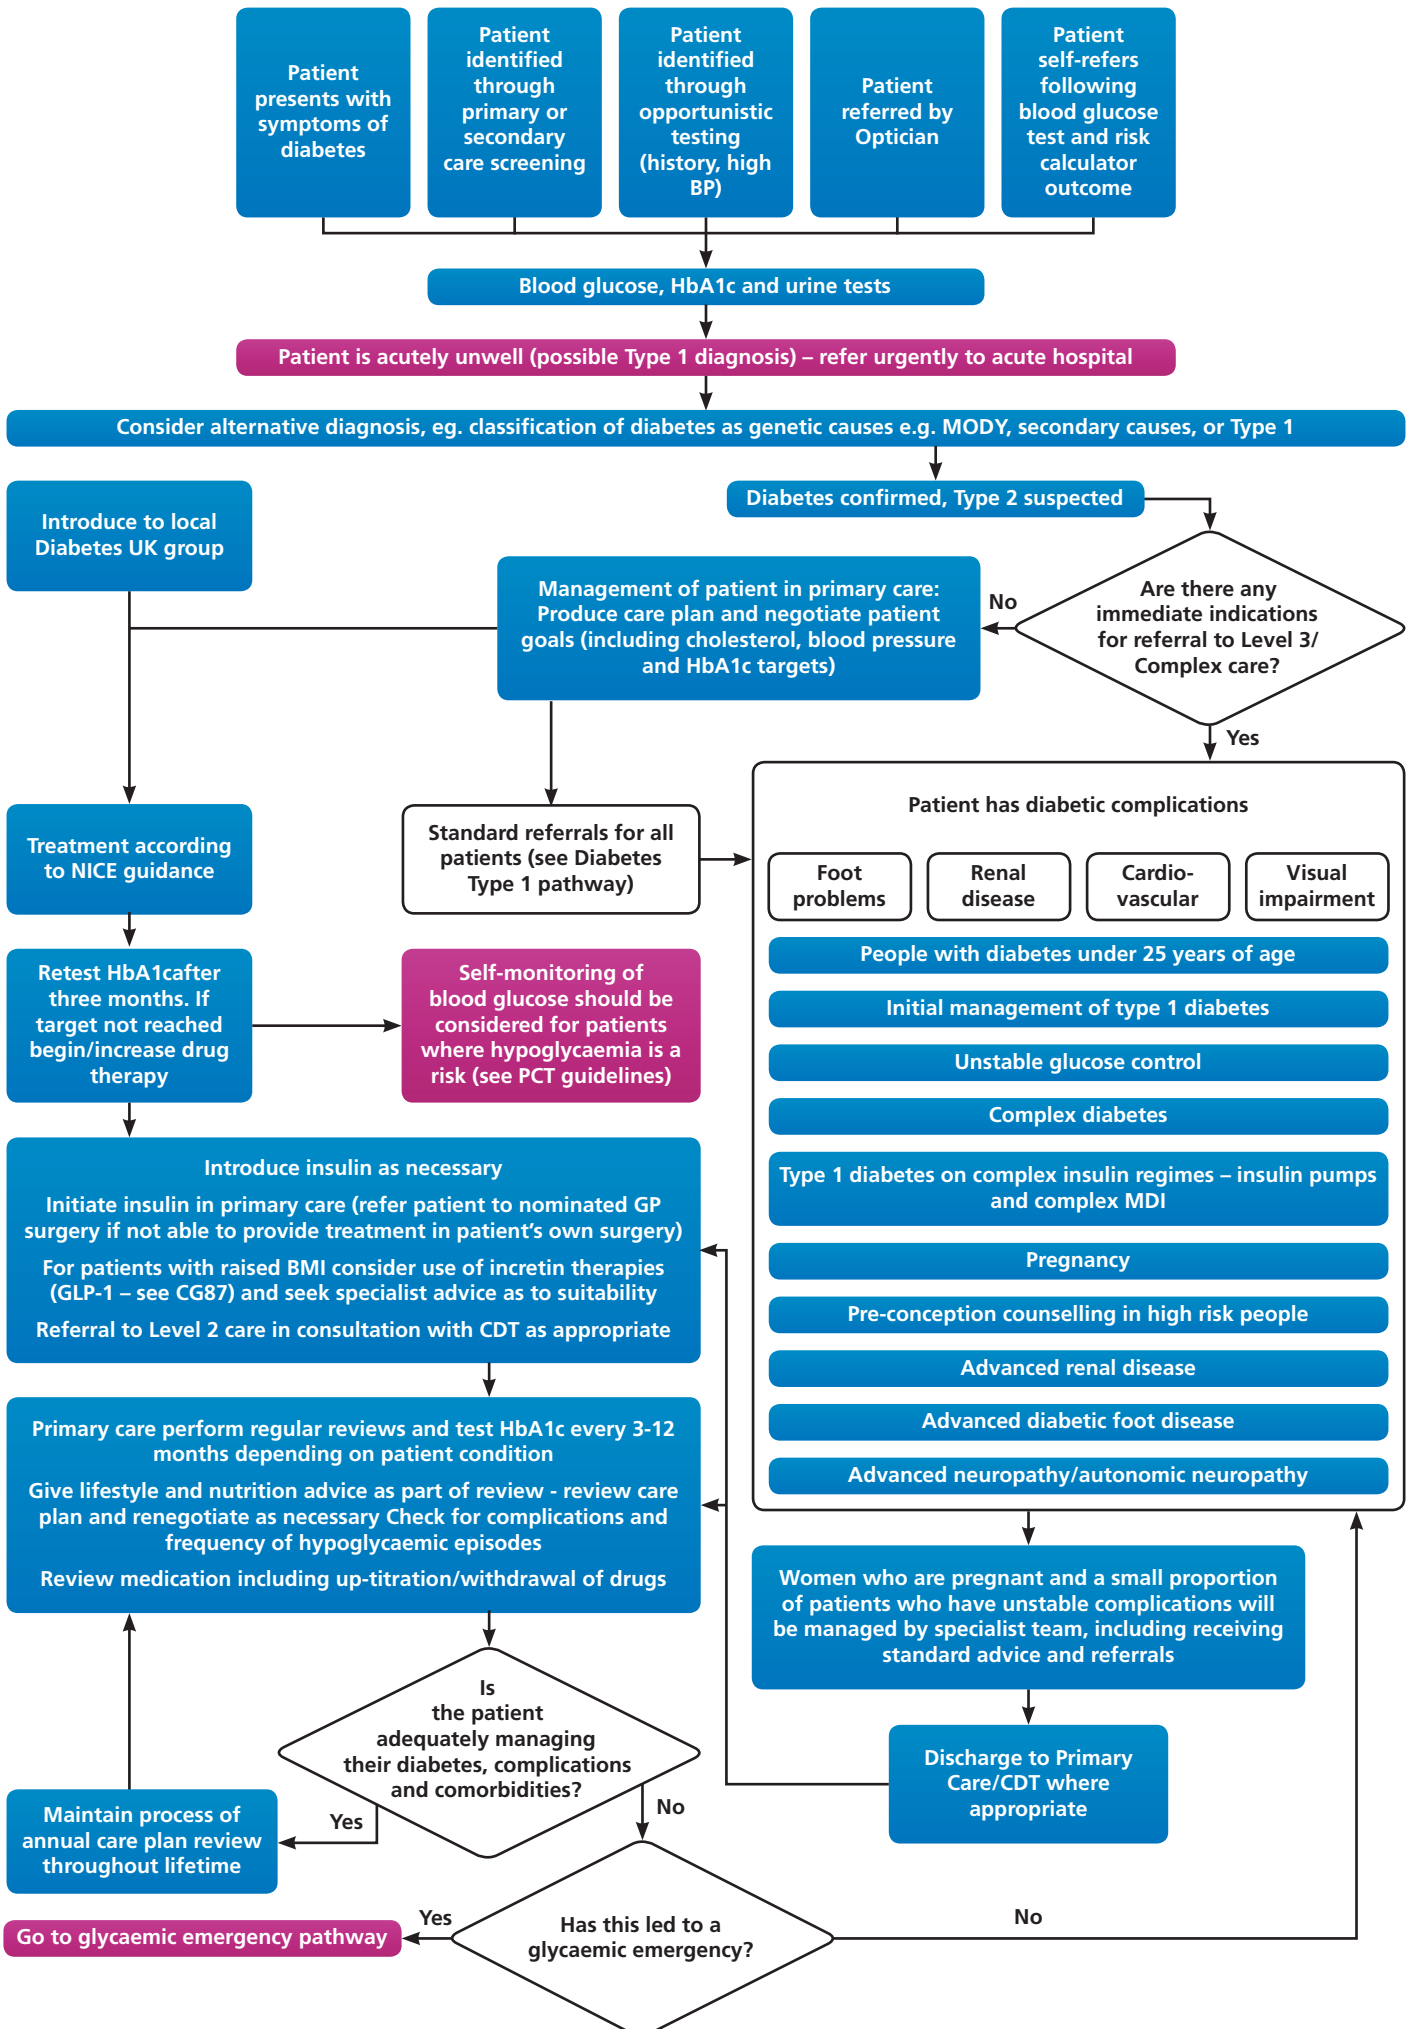 Patient
presents with
symptoms of
diabetes
Patient
identified
through
primary or
secondary
care screening
Patient
identified
through
opportunistic
testing
(history, high
BP)
Patient
referred by
Optician
Patient
self-refers
following
blood glucose
test and risk
calculator
outcome
Blood glucose, HbA1c and urine tests
Patient is acutely unwell (possible Type 1 diagnosis) – refer urgently to acute hospital
Consider alternative diagnosis, eg. classification of diabetes as genetic causes e.g. MODY, secondary causes, or Type 1
Diabetes confirmed, Type 2 suspected
Introduce to local
Diabetes UK group
Management of patient in primary care:
Produce care plan and negotiate patient
goals (including cholesterol, blood pressure
and HbA1c targets)
No
Are there any
immediate indications
for referral to Level 3/
Complex care?
Yes
Treatment according
to NICE guidance
Standard referrals for all
patients (see Diabetes
Type 1 pathway)
Patient has diabetic complications
Foot
problems
Renal
disease
Cardio-
vascular
Visual
impairment
People with diabetes under 25 years of age
Initial management of type 1 diabetes
Unstable glucose control
Complex diabetes
Type 1 diabetes on complex insulin regimes – insulin pumps
and complex MDI
Pregnancy
Pre-conception counselling in high risk people
Advanced renal disease
Advanced diabetic foot disease
Advanced neuropathy/autonomic neuropathy
Retest HbA1cafter
three months. If
target not reached
begin/increase drug
therapy
Self-monitoring of
blood glucose should be
considered for patients
where hypoglycaemia is a
risk (see PCT guidelines)
Introduce insulin as necessary
Initiate insulin in primary care (refer patient to nominated GP
surgery if not able to provide treatment in patient’s own surgery)
For patients with raised BMI consider use of incretin therapies
(GLP-1 – see CG87) and seek specialist advice as to suitability
Referral to Level 2 care in consultation with CDT as appropriate
Primary care perform regular reviews and test HbA1c every 3-12
months depending on patient condition
Give lifestyle and nutrition advice as part of review - review care
plan and renegotiate as necessary Check for complications and
frequency of hypoglycaemic episodes
Review medication including up-titration/withdrawal of drugs
Women who are pregnant and a small proportion
of patients who have unstable complications will
be managed by specialist team, including receiving
standard advice and referrals
Is
the patient
adequately managing
their diabetes, complications
and comorbidities?
Discharge to Primary
Care/CDT where
appropriate
Yes
No
Maintain process of
annual care plan review
throughout lifetime
Go to glycaemic emergency pathway
Yes
Has this led to a
glycaemic emergency?
No